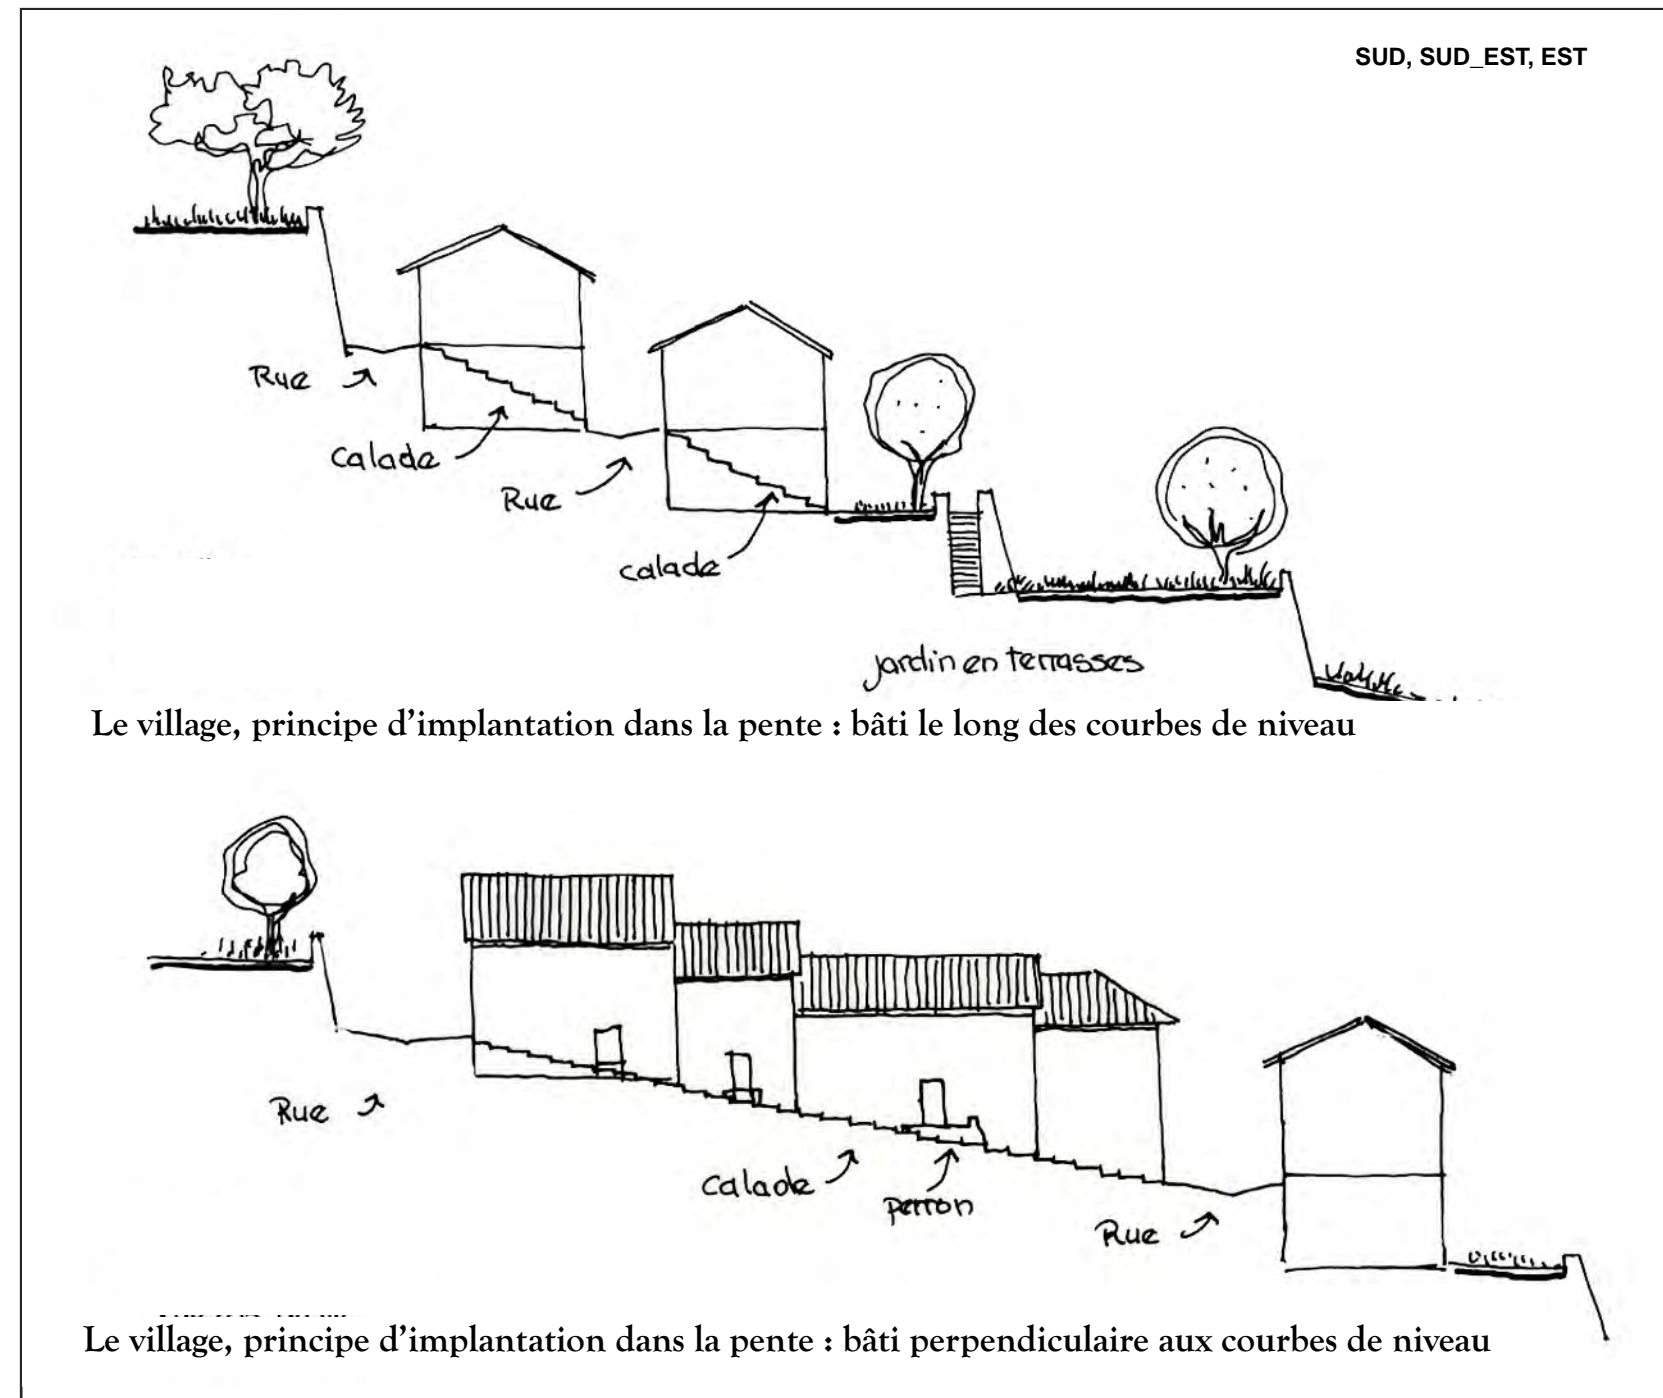 SUD, SUD_EST, EST
Rue
Calade
Rue
calade
jardin en terrasses
Le village, principe d'implantation dans la pente : bâti le long des courbes de niveau
Rue
Calade
Perron
Rue
Le village, principe d'implantation dans la pente : bâti perpendiculaire aux courbes de niveau